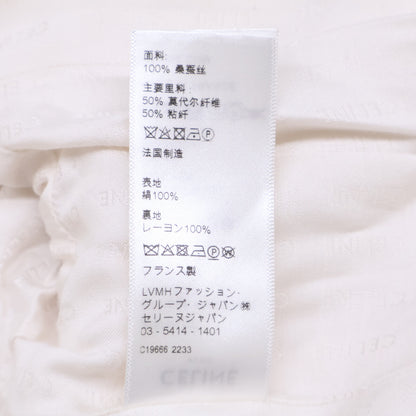 面料:
100% 桑蚕丝
主要里料:
50% 莫代尔纤维
50% 粘纤
法国制造
表地
絹100%
裏地
レーヨン100%
フランス製
LVMHファッション・
グループ・ジャパン㈱
セリーヌジャパン
03 - 5414 - 1401
C19666 2233
CELINE